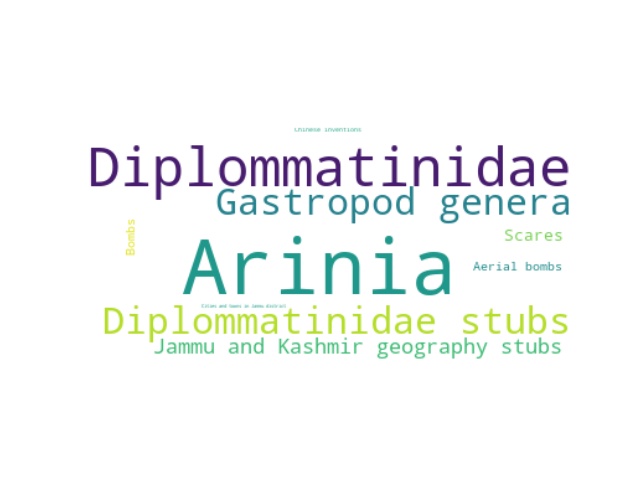 Chinese inventions
Diplommatinidae
Gastropod genera
Bombs
Scares
Arinia
Aerial bombs
Cities and towns in Jammu district
Diplommatinidae stubs
Jammu and Kashmir geography stubs